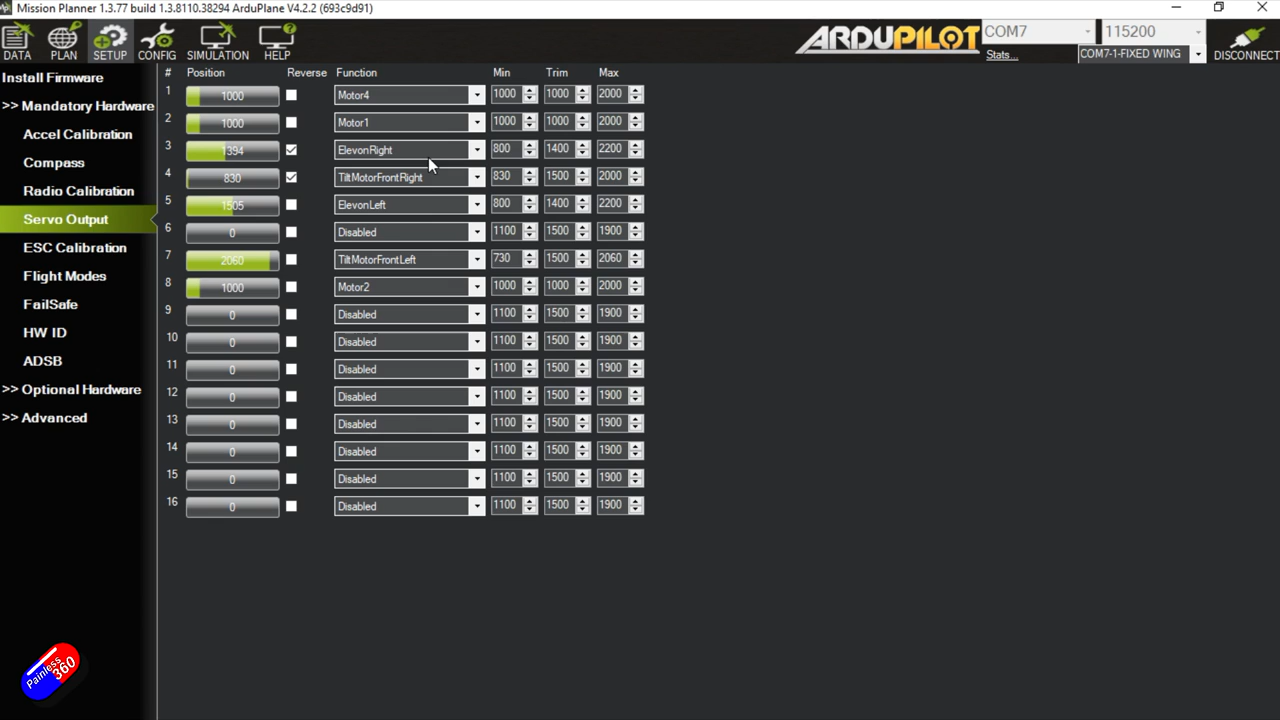 Mission Planner 1.3.77 build 1.3.8110.38294 ArduPlane V4.2.2 (693c9d91)
DATA PLAN SETUP CONFIG SIMULATION HELP ARDUPILOT COM7 115200
Stats... COM7-1-FIXED WING DISCONNECT
Install Firmware
>> Mandatory Hardware
Accel Calibration
Compass
Radio Calibration
Servo Output
ESC Calibration
Flight Modes
FailSafe
HW ID
ADSB
>> Optional Hardware
>> Advanced
# Position Reverse Function Min Trim Max
1 1000 Motor4 1000 1000 2000
2 1000 Motor1 1000 1000 2000
3 1394 ElevonRight 800 1400 2200
4 830 TiltMotorFrontRight 830 1500 2000
5 1505 ElevonLeft 800 1400 2200
6 0 Disabled 1100 1500 1900
7 2060 TiltMotorFrontLeft 730 1500 2060
8 1000 Motor2 1000 1000 2000
9 0 Disabled 1100 1500 1900
10 0 Disabled 1100 1500 1900
11 0 Disabled 1100 1500 1900
12 0 Disabled 1100 1500 1900
13 0 Disabled 1100 1500 1900
14 0 Disabled 1100 1500 1900
15 0 Disabled 1100 1500 1900
16 0 Disabled 1100 1500 1900
Painless 360